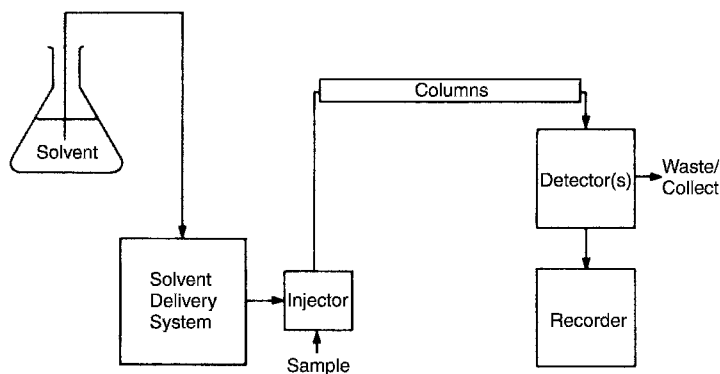 Solvent
Solvent
Delivery
System
Injector
Sample
Columns
Detector(s)
Waste/
Collect
Recorder